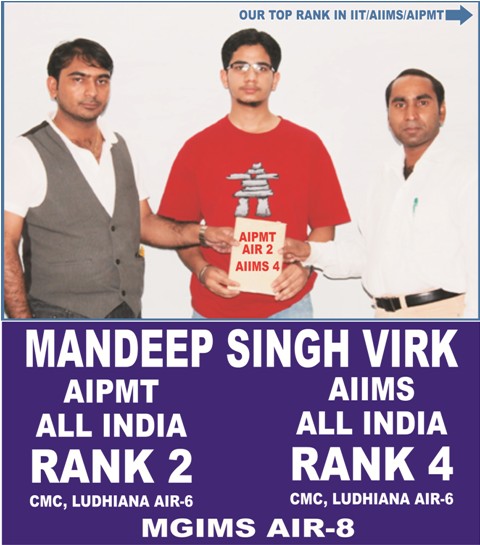 OUR TOP RANK IN IIT/AIIMS/AIPMT
AIPMT
AIR 2
AIIMS 4
MANDEEP SINGH VIRK
AIPMT
ALL INDIA
RANK 2
CMC, LUDHIANA AIR-6
AIIMS
ALL INDIA
RANK 4
CMC, LUDHIANA AIR-6
MGIMS AIR-8